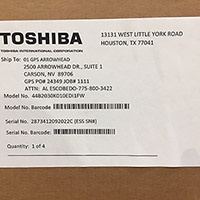 TOSHIBA
TOSHIBA INTERNATIONAL CORPORATION
13131 WEST LITTLE YORK ROAD
HOUSTON, TX 77041
Ship To: 01 GPS ARROWHEAD
2500 ARROWHEAD DR., SUITE 1
CARSON, NV 89706
GPS PO# 24349 JOB# 1111
ATTN: AL ESCOBEDO-775-800-3422
Model No. 4482030KD10EDI1FW
Model No. Barcode
Serial No. 2873412092022C (ESS SN#)
Serial No. Barcode
Quantity: 1 of 4